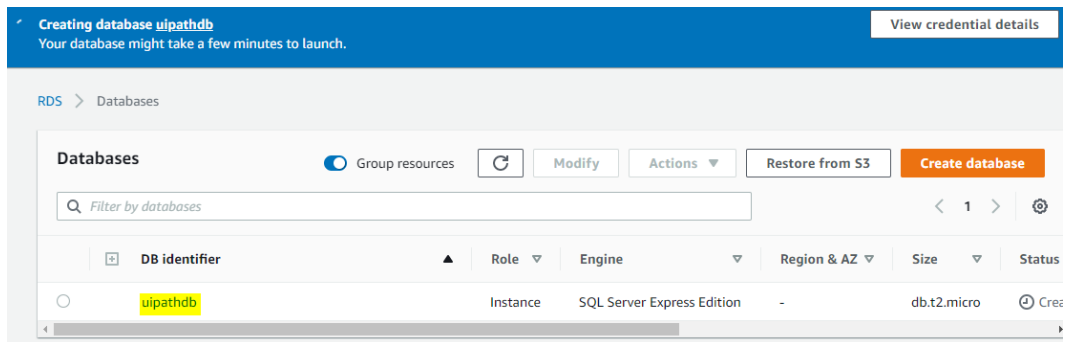 Creating database uipathdb
View credential details
Your database might take a few minutes to launch.
RDS > Databases
Databases
Group resources
Modify
Actions
Restore from S3
Create database
Filter by databases
1
DB identifier Role Engine Region & AZ Size Status
uipathdb Instance SQL Server Express Edition - db.t2.micro Crea